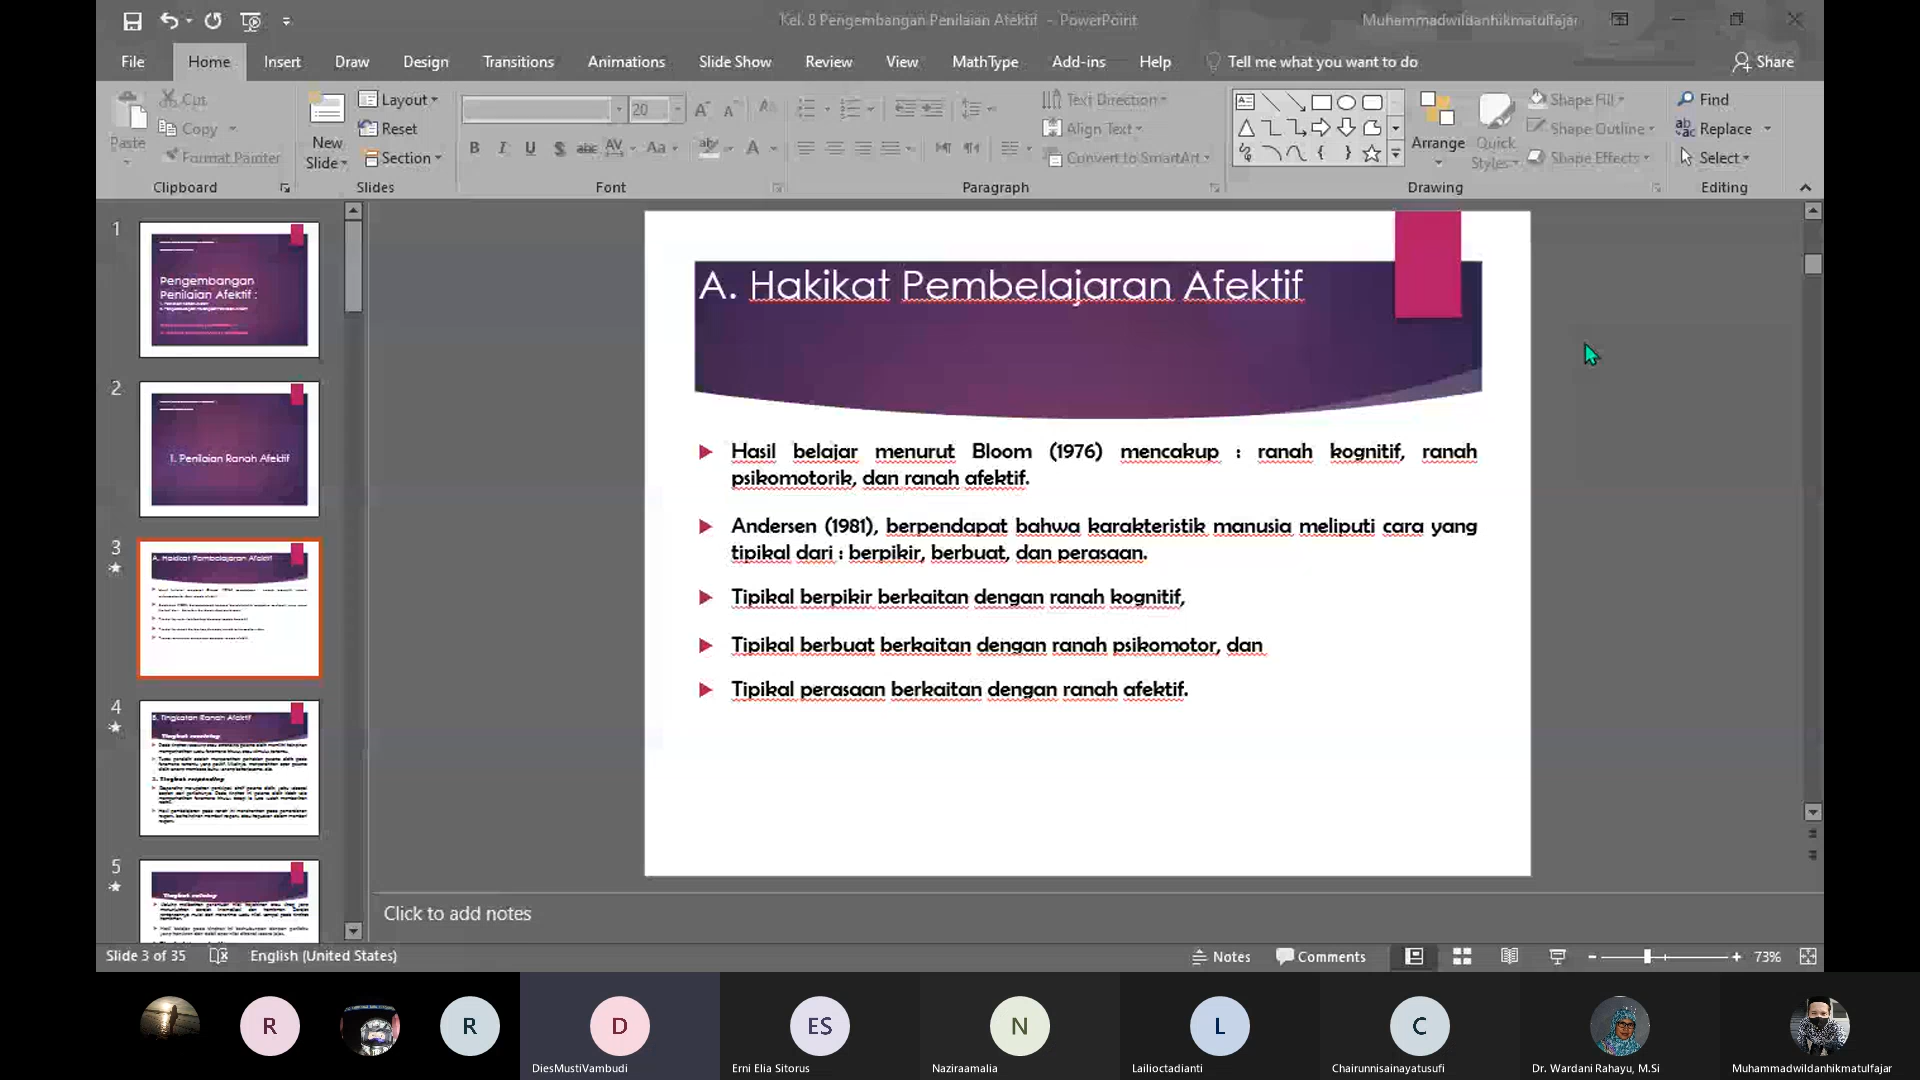 Kel. 8 Pengembangan Penilaian Afektif - PowerPoint
Muhammadwildanhikmatulfajar
File Home Insert Draw Design Transitions Animations Slide Show Review View MathType Add-ins Help Tell me what you want to do Share
Paste
Cut
Copy
Format Painter
Clipboard
New Slide
Layout
Reset
Section
Slides
20
B I U S abc AV Aa A
Font
Text Direction
Align Text
Convert to SmartArt
Paragraph
Arrange
Quick Styles
Shape Fill
Shape Outline
Shape Effects
Drawing
Find
Replace
Select
Editing
1
Pengembangan
Penilaian Afektif :
2
1. Penilaian Ranah Afektif
3
A. Hakikat Pembelajaran Afektif
4
B. Tingkatan Ranah Afektif
5
A. Hakikat Pembelajaran Afektif
Hasil belajar menurut Bloom (1976) mencakup : ranah kognitif, ranah
psikomotorik, dan ranah afektif.
Andersen (1981), berpendapat bahwa karakteristik manusia meliputi cara yang
tipikal dari : berpikir, berbuat, dan perasaan.
Tipikal berpikir berkaitan dengan ranah kognitif,
Tipikal berbuat berkaitan dengan ranah psikomotor, dan
Tipikal perasaan berkaitan dengan ranah afektif.
Click to add notes
Slide 3 of 35 English (United States) Notes Comments 73%
R R D ES N L C
DiesMustiVambudi Erni Elia Sitorus Naziraamalia Lailioctadianti Chairunnisainayatusufi Dr. Wardani Rahayu, M.Si Muhammadwildanhikmatulfajar